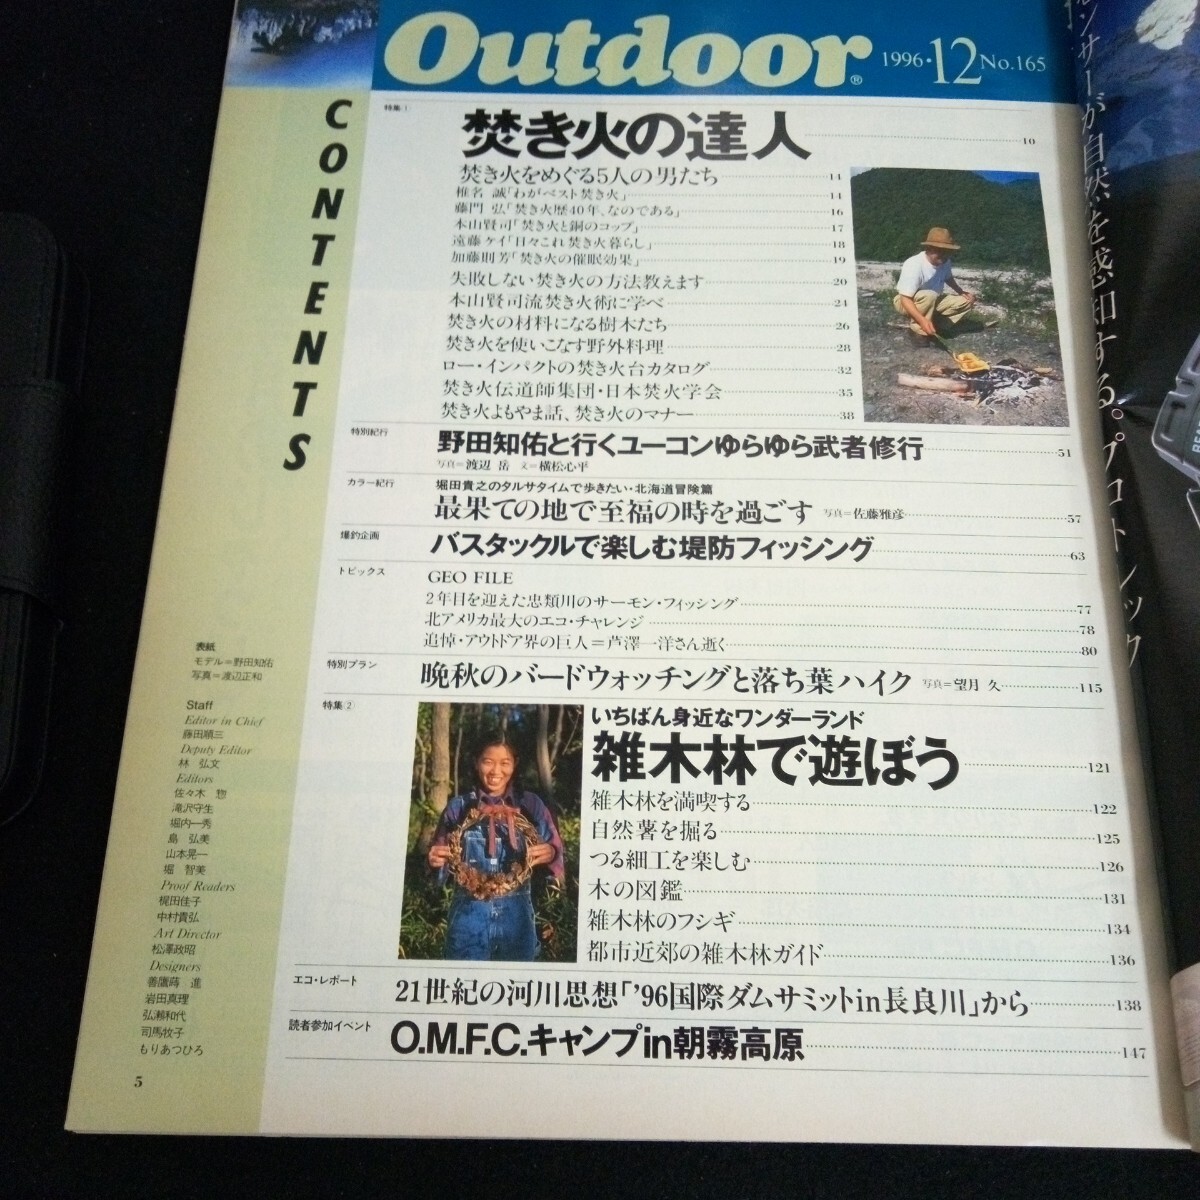 Outdoor®
1996・12 No.165
CONTENTS
特集1
焚き火の達人 10
焚き火をめぐる5人の男たち 14
椎名 誠「わがベスト焚き火」 14
藤門 弘「焚き火歴40年、なのである」 16
本山賢司「焚き火と銅のコップ」 17
遠藤ケイ「日々これ焚き火暮らし」 18
加藤則芳「焚き火の催眠効果」 19
失敗しない焚き火の方法教えます 20
本山賢司流焚き火術に学べ 24
焚き火の材料になる樹木たち 26
焚き火を使いこなす野外料理 28
ロー・インパクトの焚き火台カタログ 32
焚き火伝道師集団・日本焚火学会 35
焚き火よもやま話、焚き火のマナー 38
特別紀行
野田知佑と行くユーコンゆらゆら武者修行 51
写真=渡辺 岳 文=横松心平
カラー紀行
堀田貴之のタルサタイムで歩きたい・北海道冒険篇
最果ての地で至福の時を過ごす 写真=佐藤雅彦 57
爆釣企画
バスタックルで楽しむ堤防フィッシング 63
トピックス
GEO FILE
2年目を迎えた忠類川のサーモン・フィッシング 77
北アメリカ最大のエコ・チャレンジ 78
追悼・アウトドア界の巨人=芦澤一洋さん逝く 80
特別プラン
晩秋のバードウォッチングと落ち葉ハイク 写真=望月 久 115
特集②
いちばん身近なワンダーランド
雑木林で遊ぼう 121
雑木林を満喫する 122
自然薯を掘る 125
つる細工を楽しむ 126
木の図鑑 131
雑木林のフシギ 134
都市近郊の雑木林ガイド 136
エコ・レポート
21世紀の河川思想「'96国際ダムサミットin長良川」から 138
読者参加イベント
O.M.F.C.キャンプin朝霧高原 147
表紙
モデル=野田知佑
写真=渡辺正和
Staff
Editor in Chief
藤田順三
Deputy Editor
林 弘文
Editors
佐々木 惣
滝沢守生
堀内一秀
島 弘美
山本晃一
堀 智美
Proof Readers
梶田佳子
中村貴弘
Art Director
松澤政昭
Designers
善鷹蒔 進
岩田真理
弘瀬和代
司馬牧子
もりあつひろ
5
センサーが自然を感知する。プロトレック